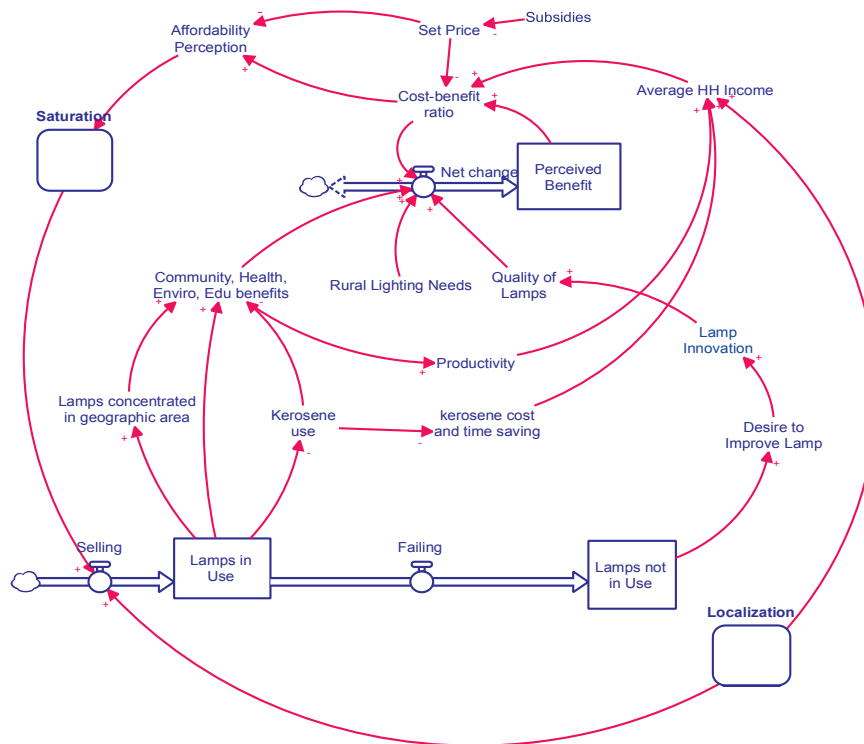 Subsidies
Affordability
Perception
Set Price
Cost-benefit
ratio
Average HH Income
Saturation
Net change
Perceived
Benefit
Community, Health,
Enviro, Edu benefits
Rural Lighting Needs
Quality of
Lamps
Lamp
Innovation
Productivity
Lamps concentrated
in geographic area
Kerosene
use
kerosene cost
and time saving
Desire to
Improve Lamp
Selling
Lamps in
Use
Failing
Lamps not
in Use
Localization